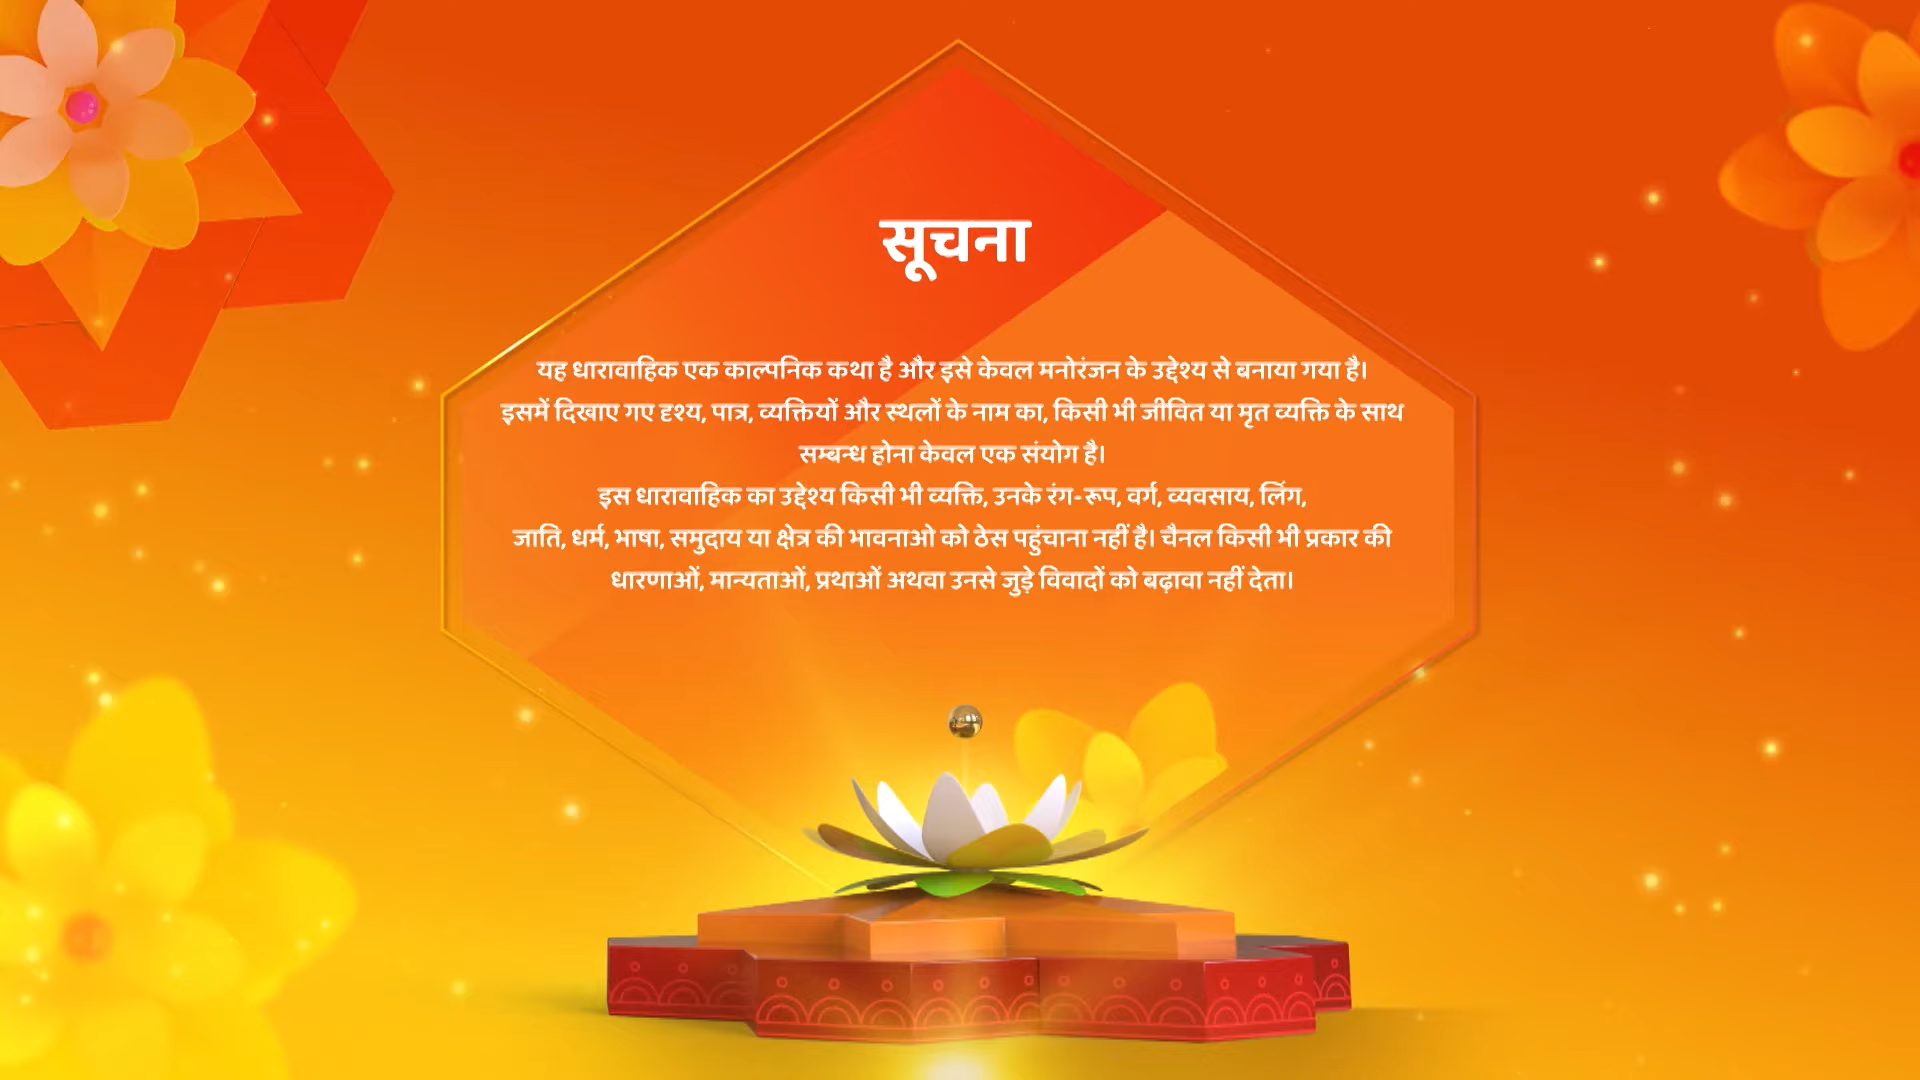 सूचना
यह धारावाहिक एक काल्पनिक कथा है और इसे केवल मनोरंजन के उद्देश्य से बनाया गया है।
इसमें दिखाए गए दृश्य, पात्र, व्यक्तियों और स्थलों के नाम का, किसी भी जीवित या मृत व्यक्ति के साथ
सम्बन्ध होना केवल एक संयोग है।
इस धारावाहिक का उद्देश्य किसी भी व्यक्ति, उनके रंग-रूप, वर्ग, व्यवसाय, लिंग,
जाति, धर्म, भाषा, समुदाय या क्षेत्र की भावनाओ को ठेस पहुंचाना नहीं है। चैनल किसी भी प्रकार की
धारणाओं, मान्यताओं, प्रथाओं अथवा उनसे जुड़े विवादों को बढ़ावा नहीं देता।